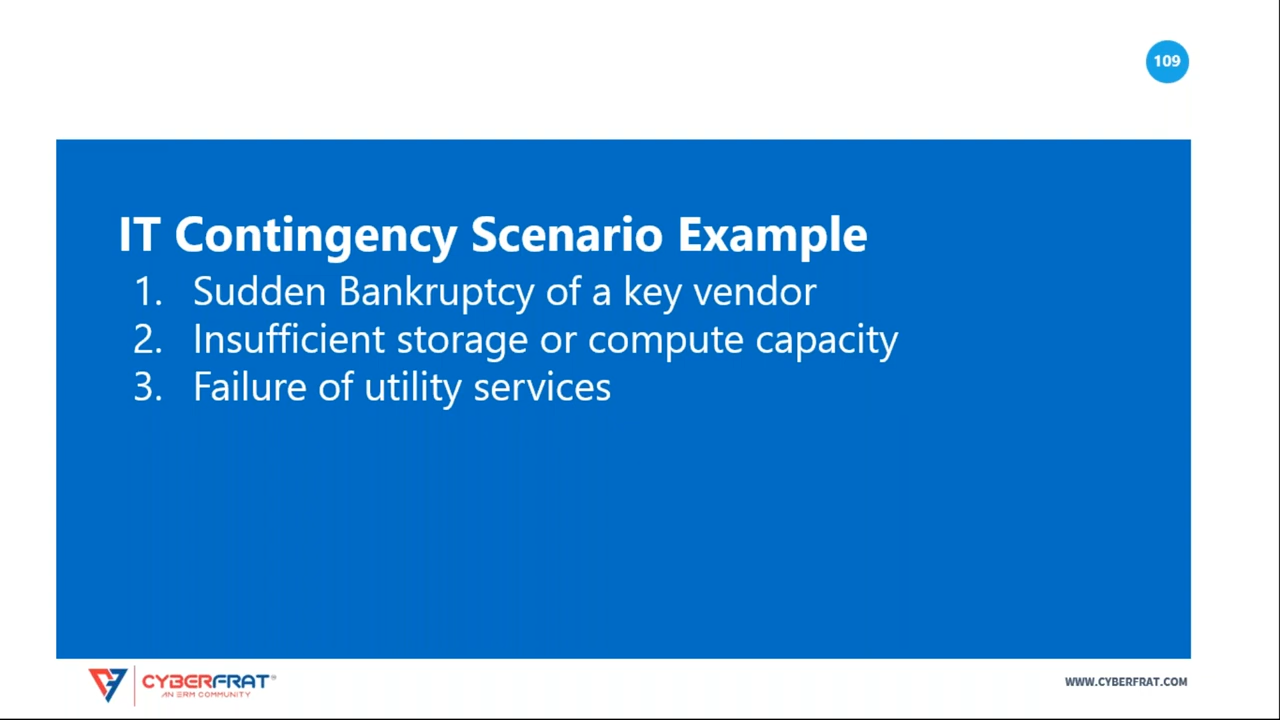 109
IT Contingency Scenario Example
1. Sudden Bankruptcy of a key vendor
2. Insufficient storage or compute capacity
3. Failure of utility services
CYBERFRAT®
AN ERM COMMUNITY
WWW.CYBERFRAT.COM